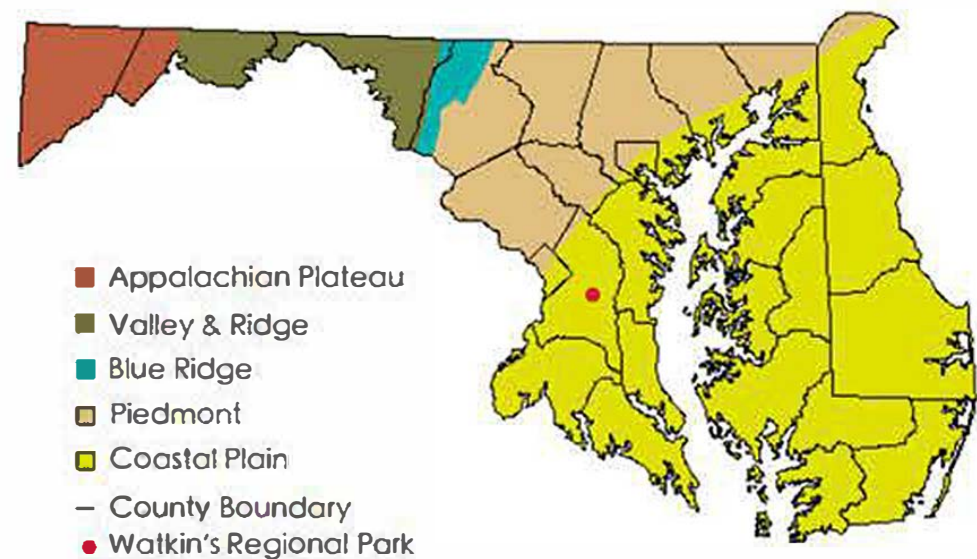 Appalachian Plateau
Valley & Ridge
Blue Ridge
Piedmont
Coastal Plain
County Boundary
Watkin's Regional Park